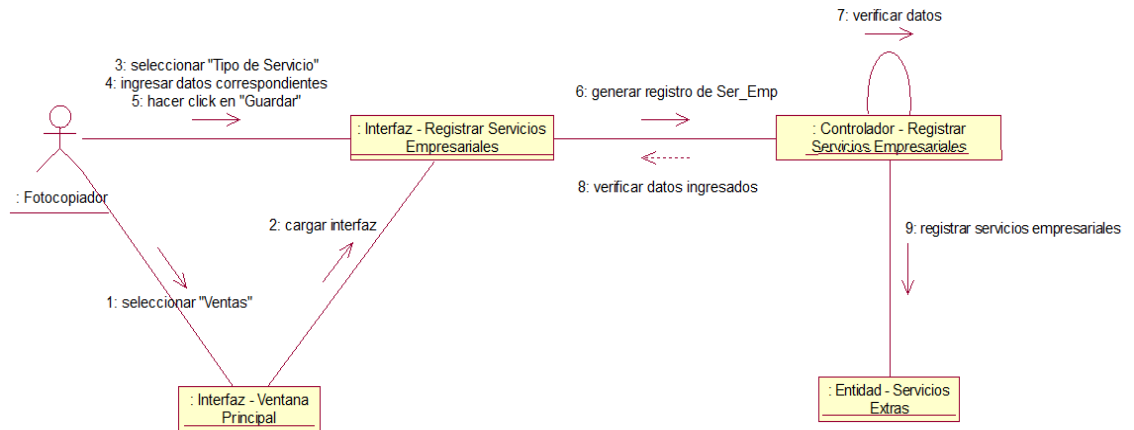 7: verificar datos
3: seleccionar "Tipo de Servicio"
4: ingresar datos correspondientes
5: hacer click en "Guardar"
6: generar registro de Ser_Emp
: Interfaz - Registrar Servicios
Empresariales
: Controlador - Registrar
Servicios Empresariales
8: verificar datos ingresados
: Fotocopiador
2: cargar interfaz
9: registrar servicios empresariales
1: seleccionar "Ventas"
: Interfaz - Ventana
Principal
: Entidad - Servicios
Extras